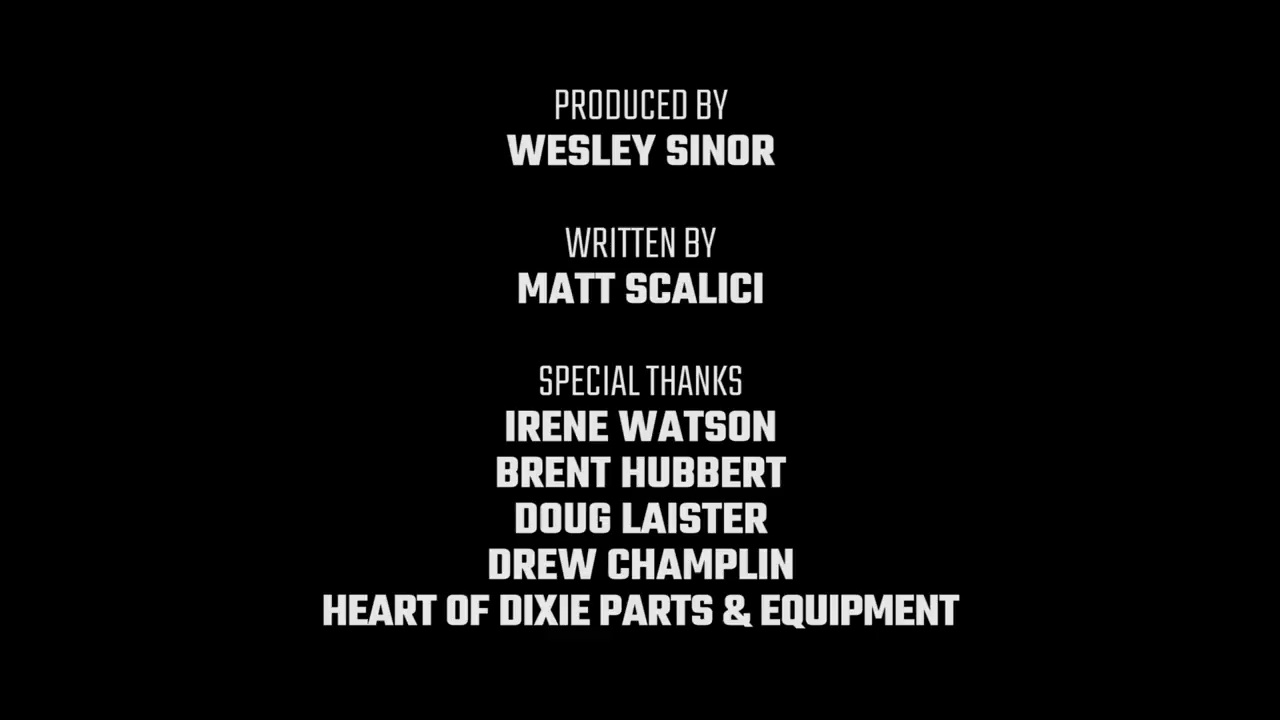 PRODUCED BY
WESLEY SINOR
WRITTEN BY
MATT SCALICI
SPECIAL THANKS
IRENE WATSON
BRENT HUBBERT
DOUG LAISTER
DREW CHAMPLIN
HEART OF DIXIE PARTS & EQUIPMENT